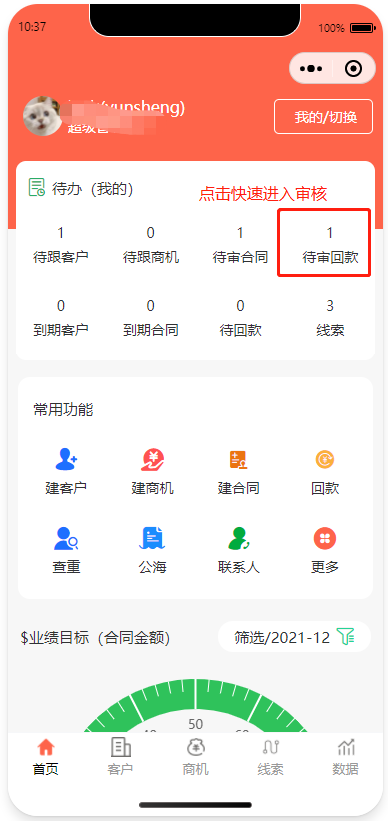 10:37
100%
(yunsheng)
超级管
我的/切换
待办（我的）
点击快速进入审核
1 0 1 1
待跟客户 待跟商机 待审合同 待审回款
0 0 0 3
到期客户 到期合同 待回款 线索
常用功能
建客户 建商机 建合同 回款
查重 公海 联系人 更多
$业绩目标（合同金额）
筛选/2021-12
40 50 60
首页 客户 商机 线索 数据